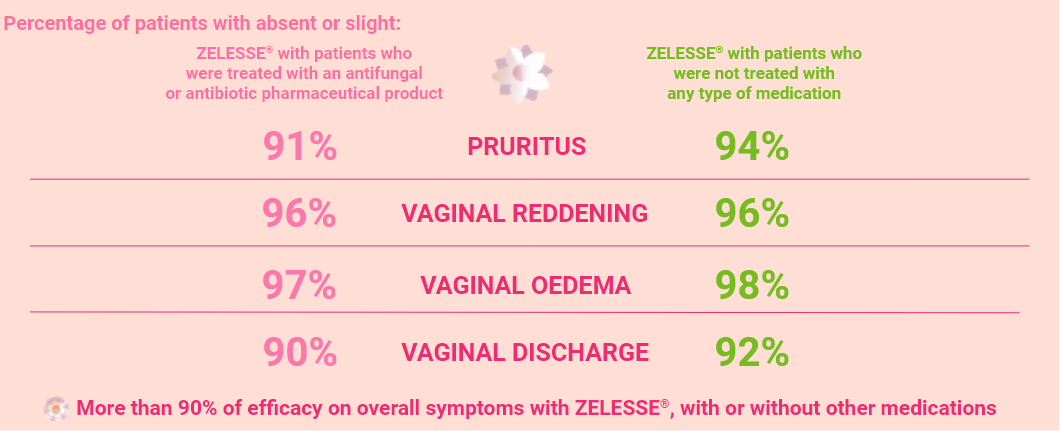 Percentage of patients with absent or slight:
ZELESSE® with patients who
were treated with an antifungal
or antibiotic pharmaceutical product
ZELESSE® with patients who
were not treated with
any type of medication
91% PRURITUS 94%
96% VAGINAL REDDENING 96%
97% VAGINAL OEDEMA 98%
90% VAGINAL DISCHARGE 92%
More than 90% of efficacy on overall symptoms with ZELESSE®, with or without other medications